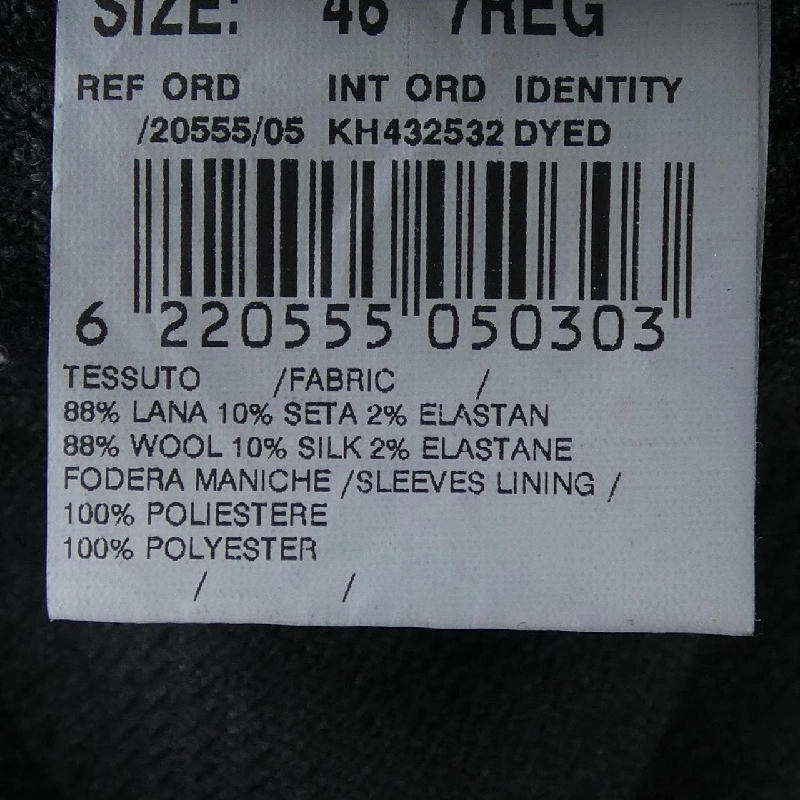 SIZE: 46 /REG
REF ORD INT ORD IDENTITY
/20555/05 KH432532 DYED
6 220555 050303
TESSUTO /FABRIC /
88% LANA 10% SETA 2% ELASTAN
88% WOOL 10% SILK 2% ELASTANE
FODERA MANICHE /SLEEVES LINING /
100% POLIESTERE
100% POLYESTER
/ /